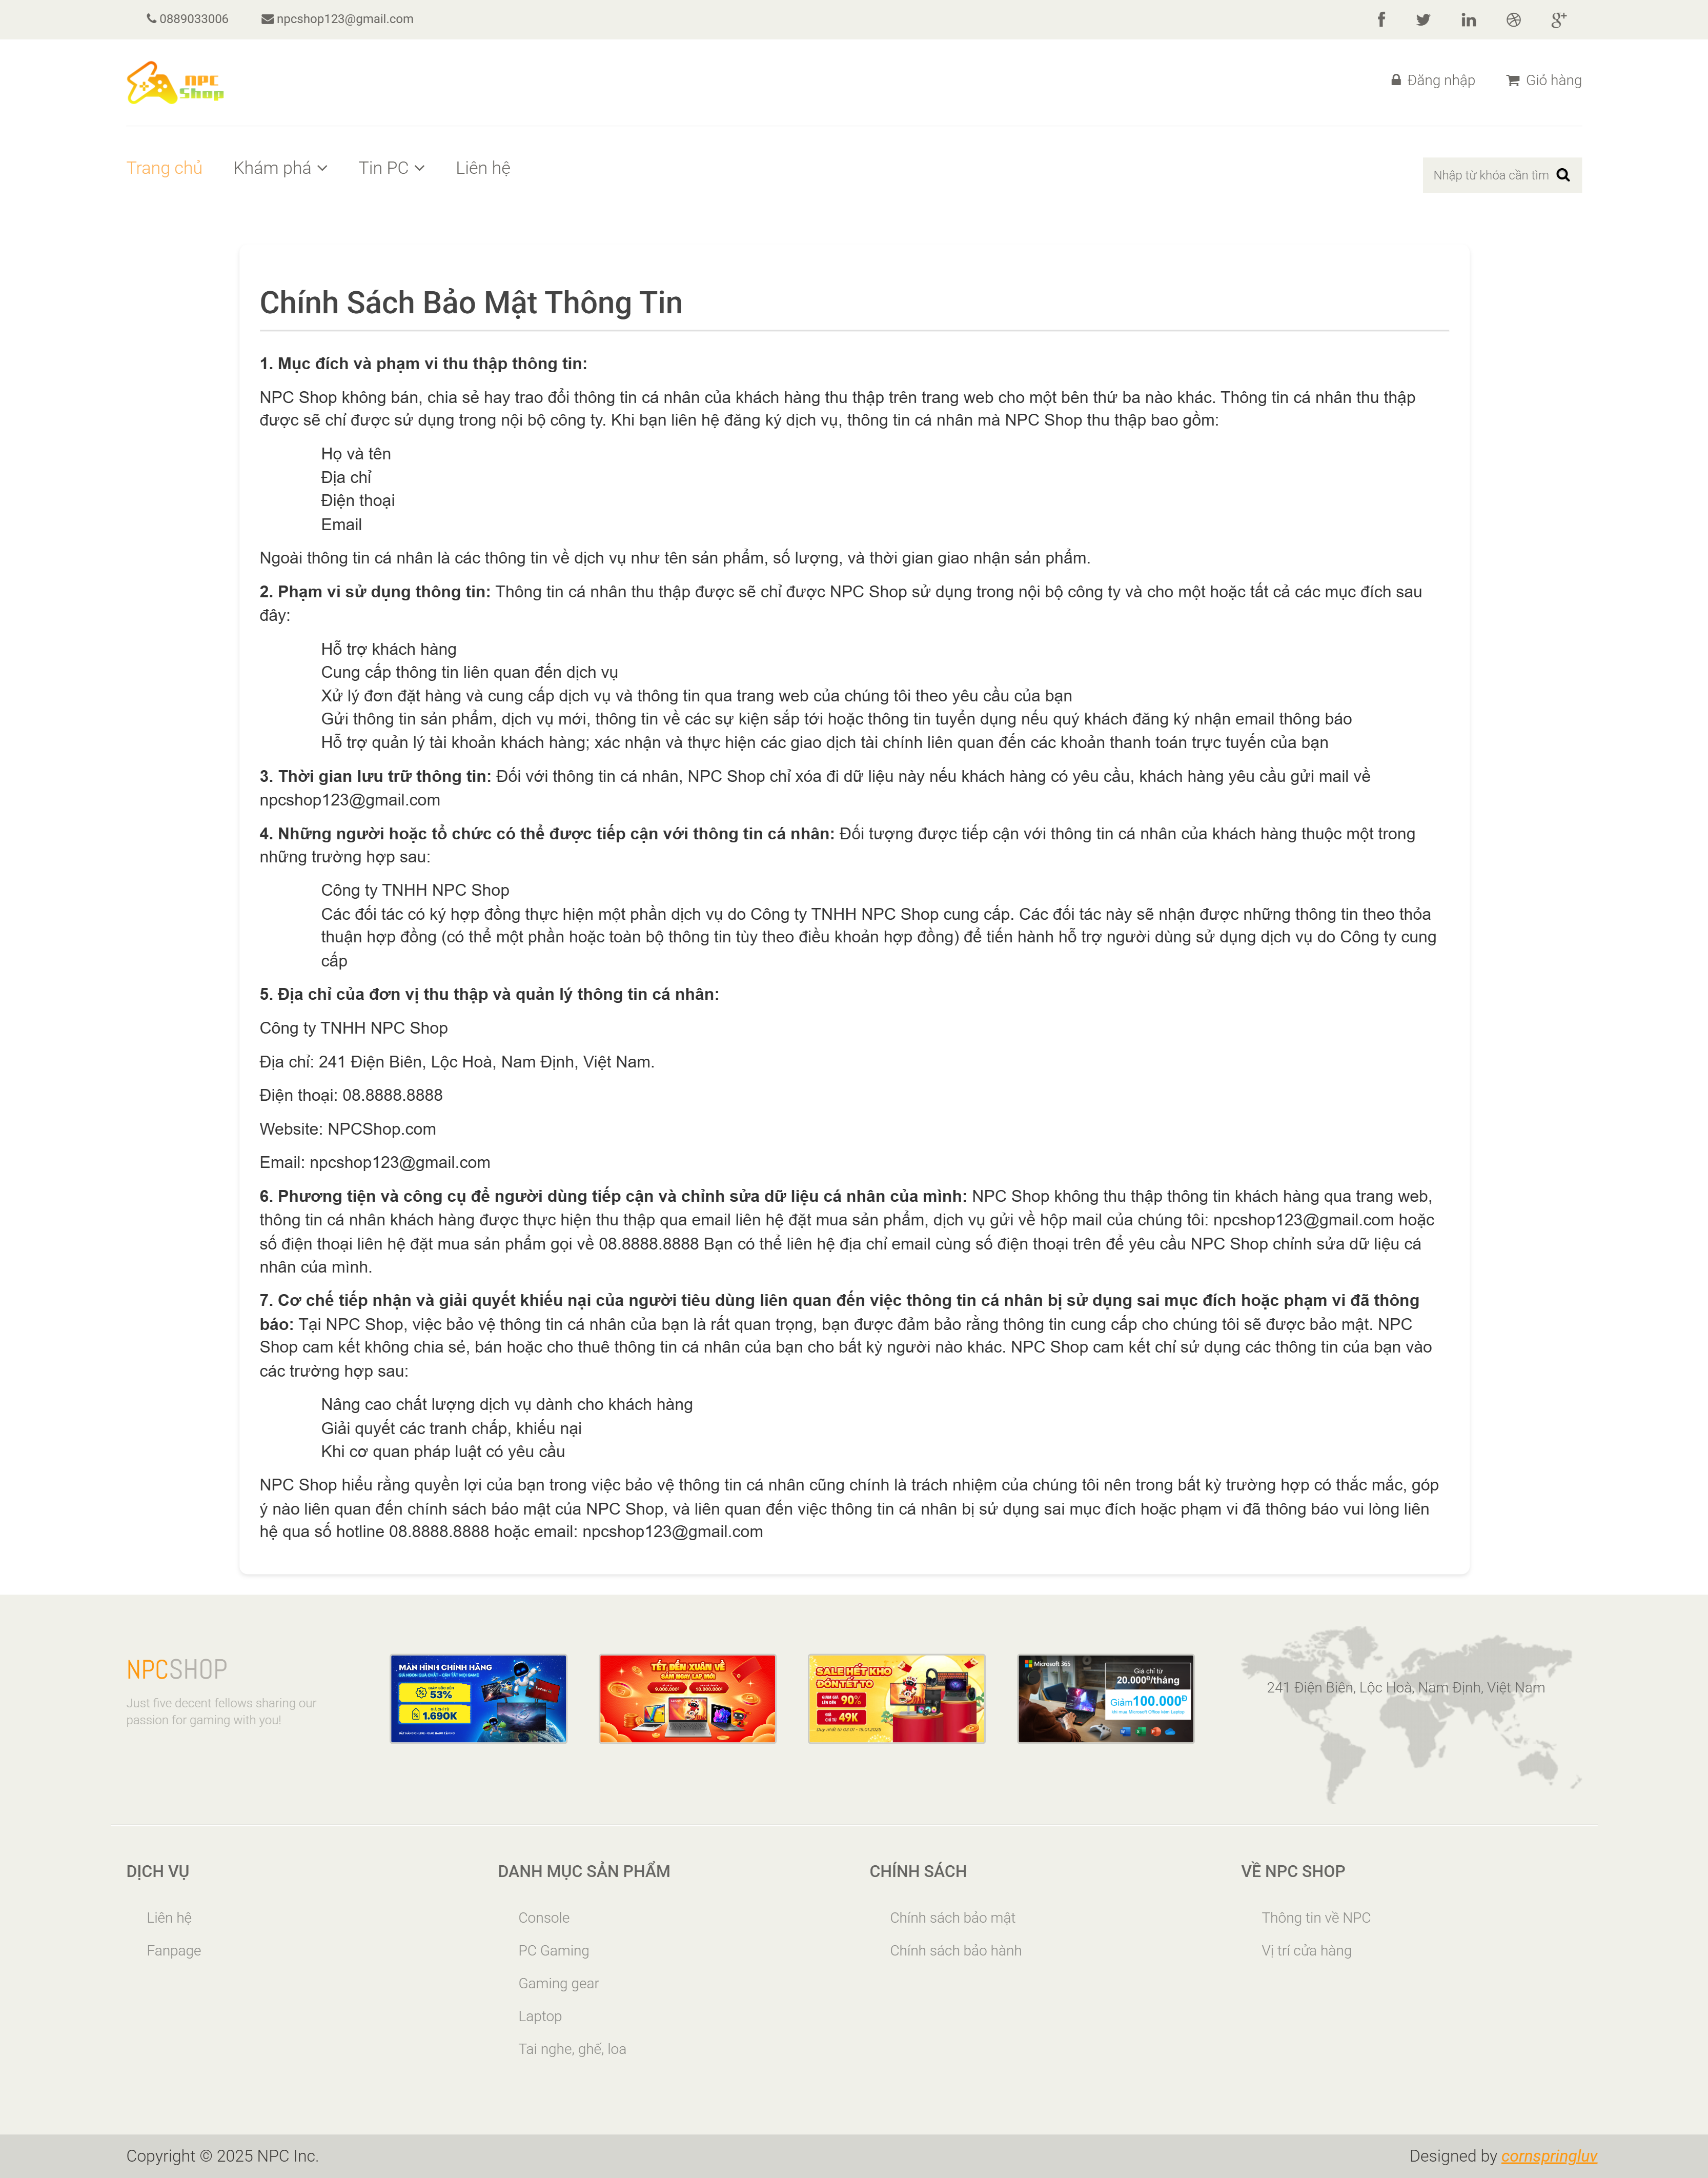 0889033006
npcshop123@gmail.com
NPC
Shop
Đăng nhập
Giỏ hàng
Trang chủ
Khám phá
Tin PC
Liên hệ
Nhập từ khóa cần tìm
Chính Sách Bảo Mật Thông Tin
1. Mục đích và phạm vi thu thập thông tin:
NPC Shop không bán, chia sẻ hay trao đổi thông tin cá nhân của khách hàng thu thập trên trang web cho một bên thứ ba nào khác. Thông tin cá nhân thu thập
được sẽ chỉ được sử dụng trong nội bộ công ty. Khi bạn liên hệ đăng ký dịch vụ, thông tin cá nhân mà NPC Shop thu thập bao gồm:
Họ và tên
Địa chỉ
Điện thoại
Email
Ngoài thông tin cá nhân là các thông tin về dịch vụ như tên sản phẩm, số lượng, và thời gian giao nhận sản phẩm.
2. Phạm vi sử dụng thông tin: Thông tin cá nhân thu thập được sẽ chỉ được NPC Shop sử dụng trong nội bộ công ty và cho một hoặc tất cả các mục đích sau
đây:
Hỗ trợ khách hàng
Cung cấp thông tin liên quan đến dịch vụ
Xử lý đơn đặt hàng và cung cấp dịch vụ và thông tin qua trang web của chúng tôi theo yêu cầu của bạn
Gửi thông tin sản phẩm, dịch vụ mới, thông tin về các sự kiện sắp tới hoặc thông tin tuyển dụng nếu quý khách đăng ký nhận email thông báo
Hỗ trợ quản lý tài khoản khách hàng; xác nhận và thực hiện các giao dịch tài chính liên quan đến các khoản thanh toán trực tuyến của bạn
3. Thời gian lưu trữ thông tin: Đối với thông tin cá nhân, NPC Shop chỉ xóa đi dữ liệu này nếu khách hàng có yêu cầu, khách hàng yêu cầu gửi mail về
npcshop123@gmail.com
4. Những người hoặc tổ chức có thể được tiếp cận với thông tin cá nhân: Đối tượng được tiếp cận với thông tin cá nhân của khách hàng thuộc một trong
những trường hợp sau:
Công ty TNHH NPC Shop
Các đối tác có ký hợp đồng thực hiện một phần dịch vụ do Công ty TNHH NPC Shop cung cấp. Các đối tác này sẽ nhận được những thông tin theo thỏa
thuận hợp đồng (có thể một phần hoặc toàn bộ thông tin tùy theo điều khoản hợp đồng) để tiến hành hỗ trợ người dùng sử dụng dịch vụ do Công ty cung
cấp
5. Địa chỉ của đơn vị thu thập và quản lý thông tin cá nhân:
Công ty TNHH NPC Shop
Địa chỉ: 241 Điện Biên, Lộc Hoà, Nam Định, Việt Nam.
Điện thoại: 08.8888.8888
Website: NPCShop.com
Email: npcshop123@gmail.com
6. Phương tiện và công cụ để người dùng tiếp cận và chỉnh sửa dữ liệu cá nhân của mình: NPC Shop không thu thập thông tin khách hàng qua trang web,
thông tin cá nhân khách hàng được thực hiện thu thập qua email liên hệ đặt mua sản phẩm, dịch vụ gửi về hộp mail của chúng tôi: npcshop123@gmail.com hoặc
số điện thoại liên hệ đặt mua sản phẩm gọi về 08.8888.8888 Bạn có thể liên hệ địa chỉ email cùng số điện thoại trên để yêu cầu NPC Shop chỉnh sửa dữ liệu cá
nhân của mình.
7. Cơ chế tiếp nhận và giải quyết khiếu nại của người tiêu dùng liên quan đến việc thông tin cá nhân bị sử dụng sai mục đích hoặc phạm vi đã thông
báo: Tại NPC Shop, việc bảo vệ thông tin cá nhân của bạn là rất quan trọng, bạn được đảm bảo rằng thông tin cung cấp cho chúng tôi sẽ được bảo mật. NPC
Shop cam kết không chia sẻ, bán hoặc cho thuê thông tin cá nhân của bạn cho bất kỳ người nào khác. NPC Shop cam kết chỉ sử dụng các thông tin của bạn vào
các trường hợp sau:
Nâng cao chất lượng dịch vụ dành cho khách hàng
Giải quyết các tranh chấp, khiếu nại
Khi cơ quan pháp luật có yêu cầu
NPC Shop hiểu rằng quyền lợi của bạn trong việc bảo vệ thông tin cá nhân cũng chính là trách nhiệm của chúng tôi nên trong bất kỳ trường hợp có thắc mắc, góp
ý nào liên quan đến chính sách bảo mật của NPC Shop, và liên quan đến việc thông tin cá nhân bị sử dụng sai mục đích hoặc phạm vi đã thông báo vui lòng liên
hệ qua số hotline 08.8888.8888 hoặc email: npcshop123@gmail.com
NPCSHOP
Just five decent fellows sharing our
passion for gaming with you!
MÀN HÌNH CHÍNH HÃNG
53%
1.690K
TẾT ĐẾN XUÂN VỀ
SẮM NGAY LAP MỚI
9.000.000đ
10.000.000đ
SALE HẾT KHO
ĐÓN TẾT TO
90%
49K
Microsoft 365
Giá chỉ từ
20.000Đ/tháng
Giảm 100.000Đ
khi mua Microsoft Office kèm Laptop
241 Điện Biên, Lộc Hoà, Nam Định, Việt Nam
DỊCH VỤ
Liên hệ
Fanpage
DANH MỤC SẢN PHẨM
Console
PC Gaming
Gaming gear
Laptop
Tai nghe, ghế, loa
CHÍNH SÁCH
Chính sách bảo mật
Chính sách bảo hành
VỀ NPC SHOP
Thông tin về NPC
Vị trí cửa hàng
Copyright © 2025 NPC Inc.
Designed by cornspringluv